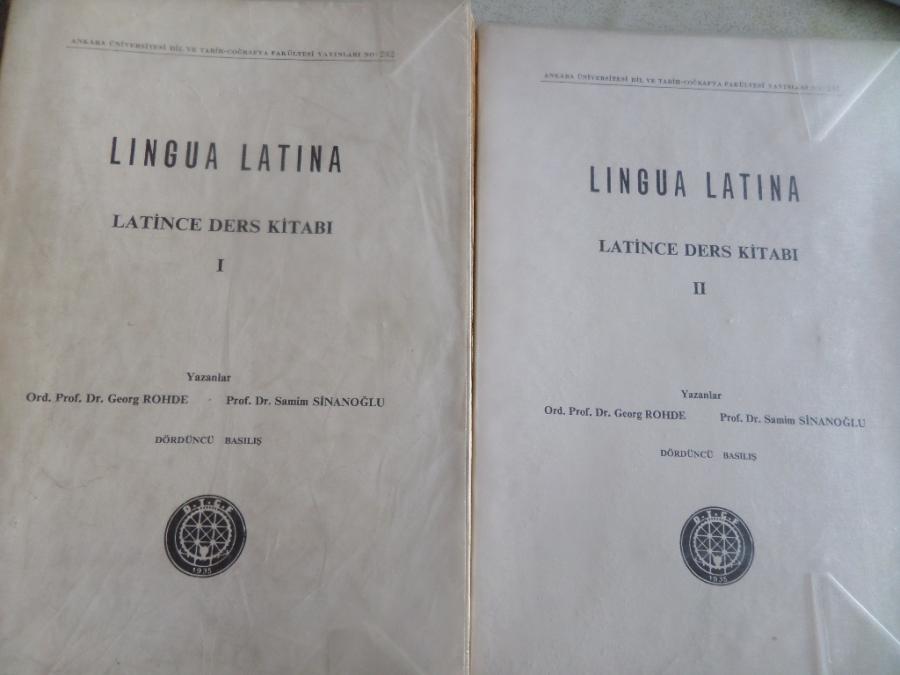 ANKARA ÜNİVERSİTESİ DİL VE TARİH-COĞRAFYA FAKÜLTESİ YAYINLARI NO: 282
LINGUA LATINA
LATİNCE DERS KİTABI
I
Yazanlar
Ord. Prof. Dr. Georg ROHDE Prof. Dr. Samim SİNANOĞLU
DÖRDÜNCÜ BASILIŞ
D.T.C.F
1935
ANKARA ÜNİVERSİTESİ DİL VE TARİH-COĞRAFYA FAKÜLTESİ YAYINLARI
LINGUA LATINA
LATİNCE DERS KİTABI
II
Yazanlar
Ord. Prof. Dr. Georg ROHDE Prof. Dr. Samim SİNANOĞLU
DÖRDÜNCÜ BASILIŞ
D.T.C.F
1935